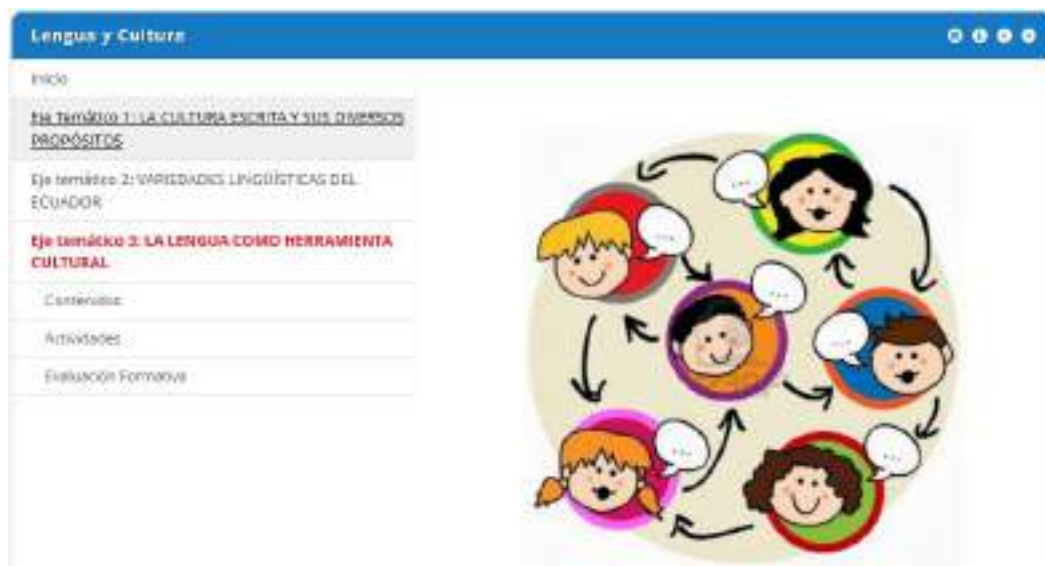 Lengua y Cultura
Inicio
Eje Temático 1: LA CULTURA ESCRITA Y SUS DIVERSOS
PROPÓSITOS
Eje temático 2: VARIEDADES LINGÜÍSTICAS DEL
ECUADOR
Eje temático 3: LA LENGUA COMO HERRAMIENTA
CULTURAL
Contenidos
Actividades
Evaluación Formativa